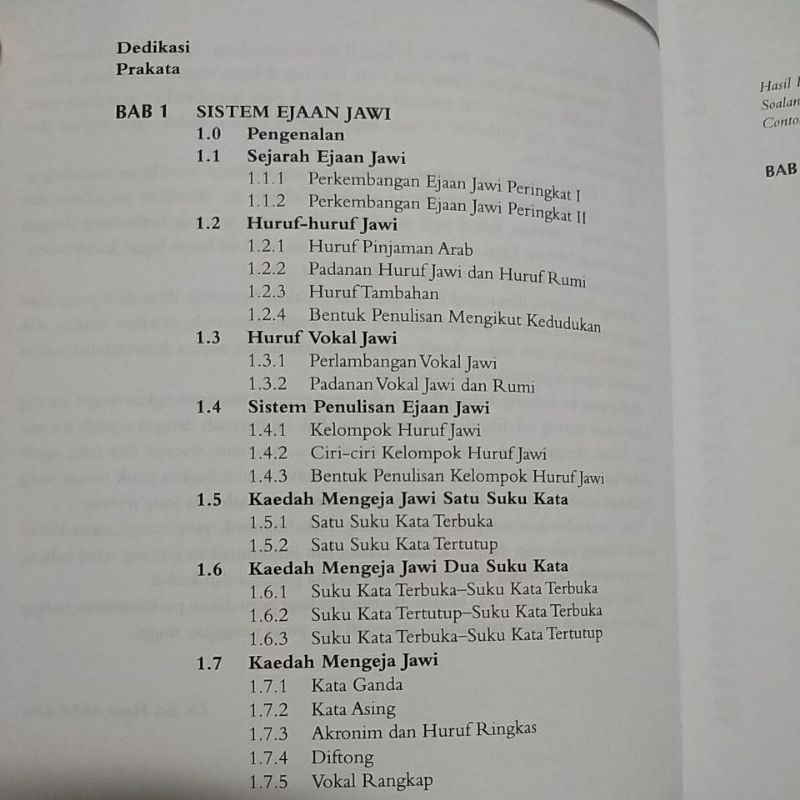 Dedikasi
Prakata
BAB 1 SISTEM EJAAN JAWI
1.0 Pengenalan
1.1 Sejarah Ejaan Jawi
1.1.1 Perkembangan Ejaan Jawi Peringkat I
1.1.2 Perkembangan Ejaan Jawi Peringkat II
1.2 Huruf-huruf Jawi
1.2.1 Huruf Pinjaman Arab
1.2.2 Padanan Huruf Jawi dan Huruf Rumi
1.2.3 Huruf Tambahan
1.2.4 Bentuk Penulisan Mengikut Kedudukan
1.3 Huruf Vokal Jawi
1.3.1 Perlambangan Vokal Jawi
1.3.2 Padanan Vokal Jawi dan Rumi
1.4 Sistem Penulisan Ejaan Jawi
1.4.1 Kelompok Huruf Jawi
1.4.2 Ciri-ciri Kelompok Huruf Jawi
1.4.3 Bentuk Penulisan Kelompok Huruf Jawi
1.5 Kaedah Mengeja Jawi Satu Suku Kata
1.5.1 Satu Suku Kata Terbuka
1.5.2 Satu Suku Kata Tertutup
1.6 Kaedah Mengeja Jawi Dua Suku Kata
1.6.1 Suku Kata Terbuka–Suku Kata Terbuka
1.6.2 Suku Kata Tertutup–Suku Kata Terbuka
1.6.3 Suku Kata Terbuka–Suku Kata Tertutup
1.7 Kaedah Mengeja Jawi
1.7.1 Kata Ganda
1.7.2 Kata Asing
1.7.3 Akronim dan Huruf Ringkas
1.7.4 Diftong
1.7.5 Vokal Rangkap
Hasil
Soalan
BAB